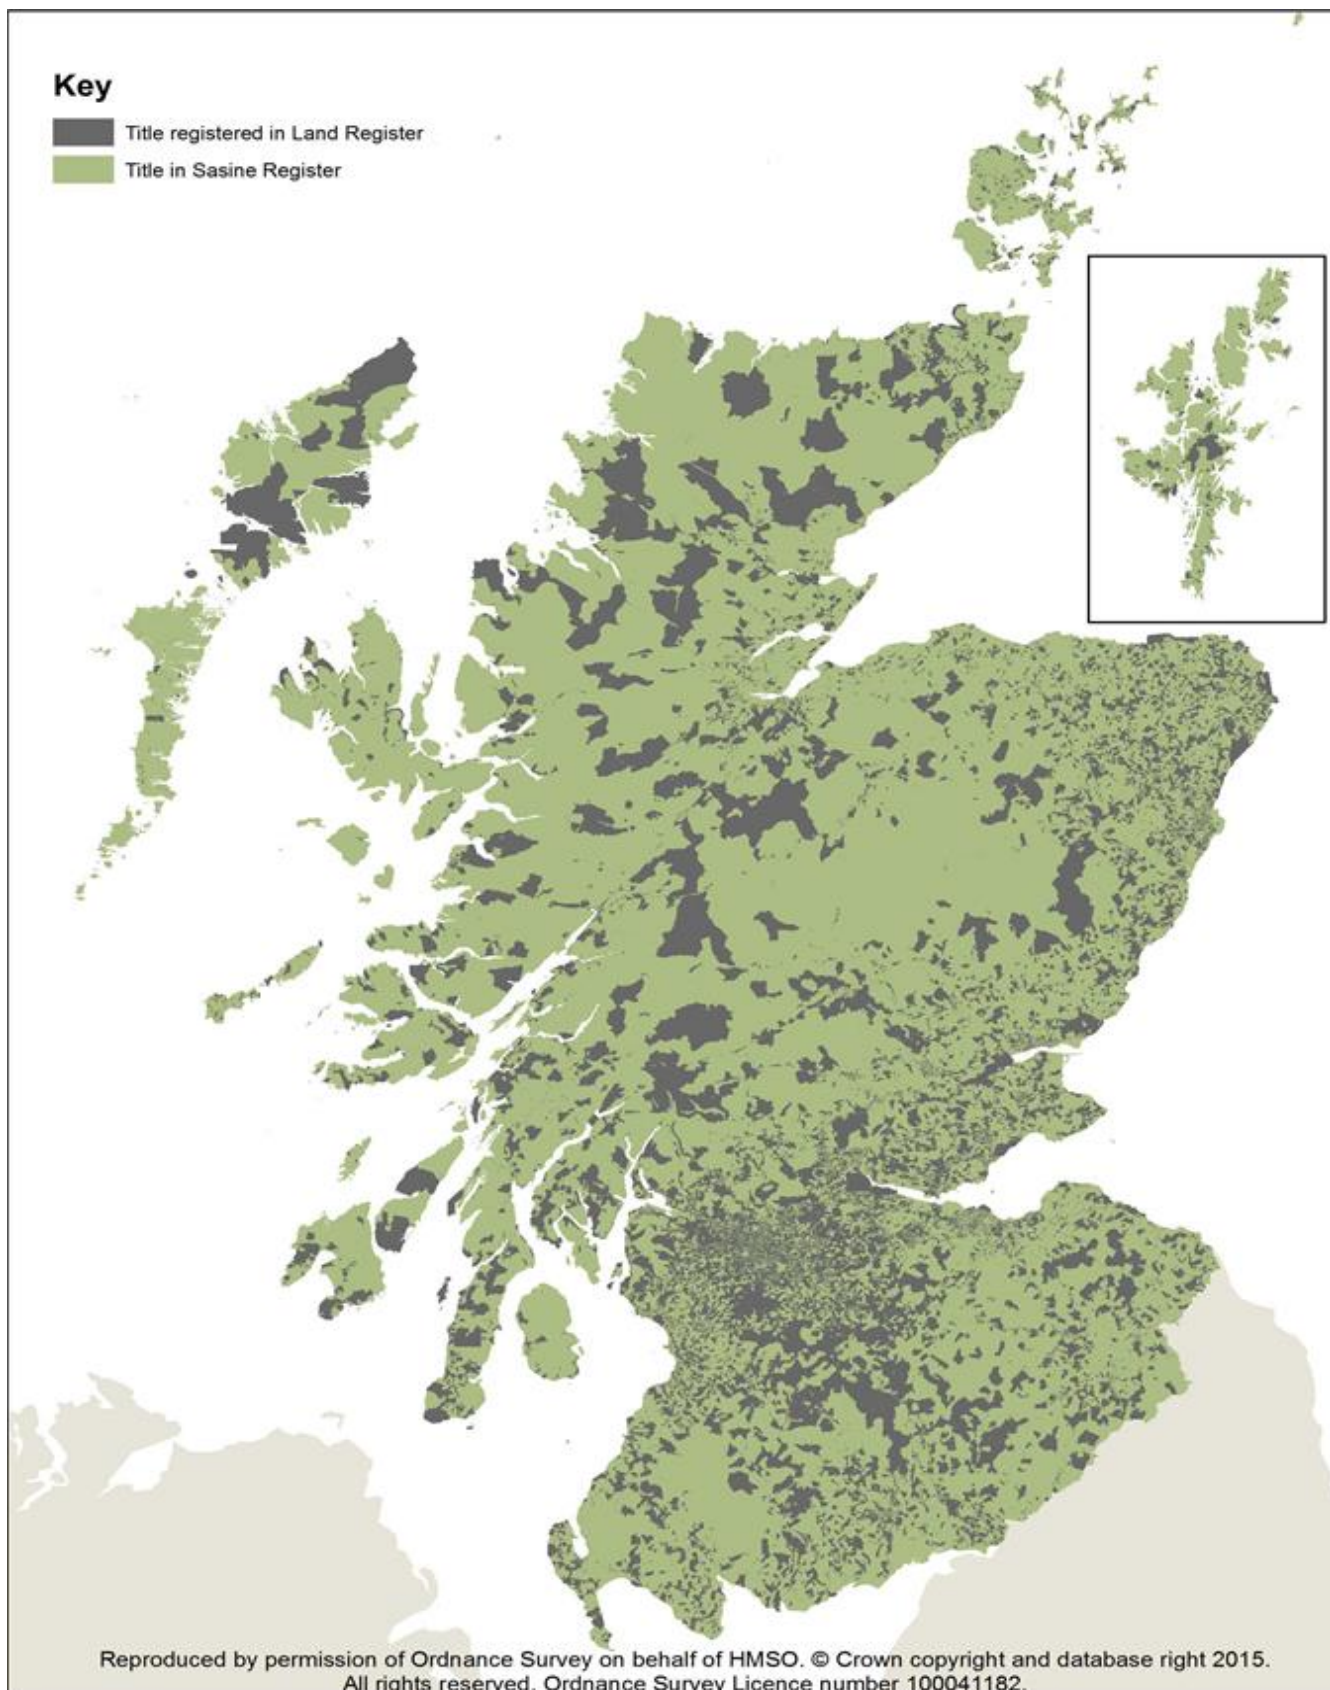 Key
Title registered in Land Register
Title in Sasine Register
Reproduced by permission of Ordnance Survey on behalf of HMSO. © Crown copyright and database right 2015.
All rights reserved. Ordnance Survey Licence number 100041182.